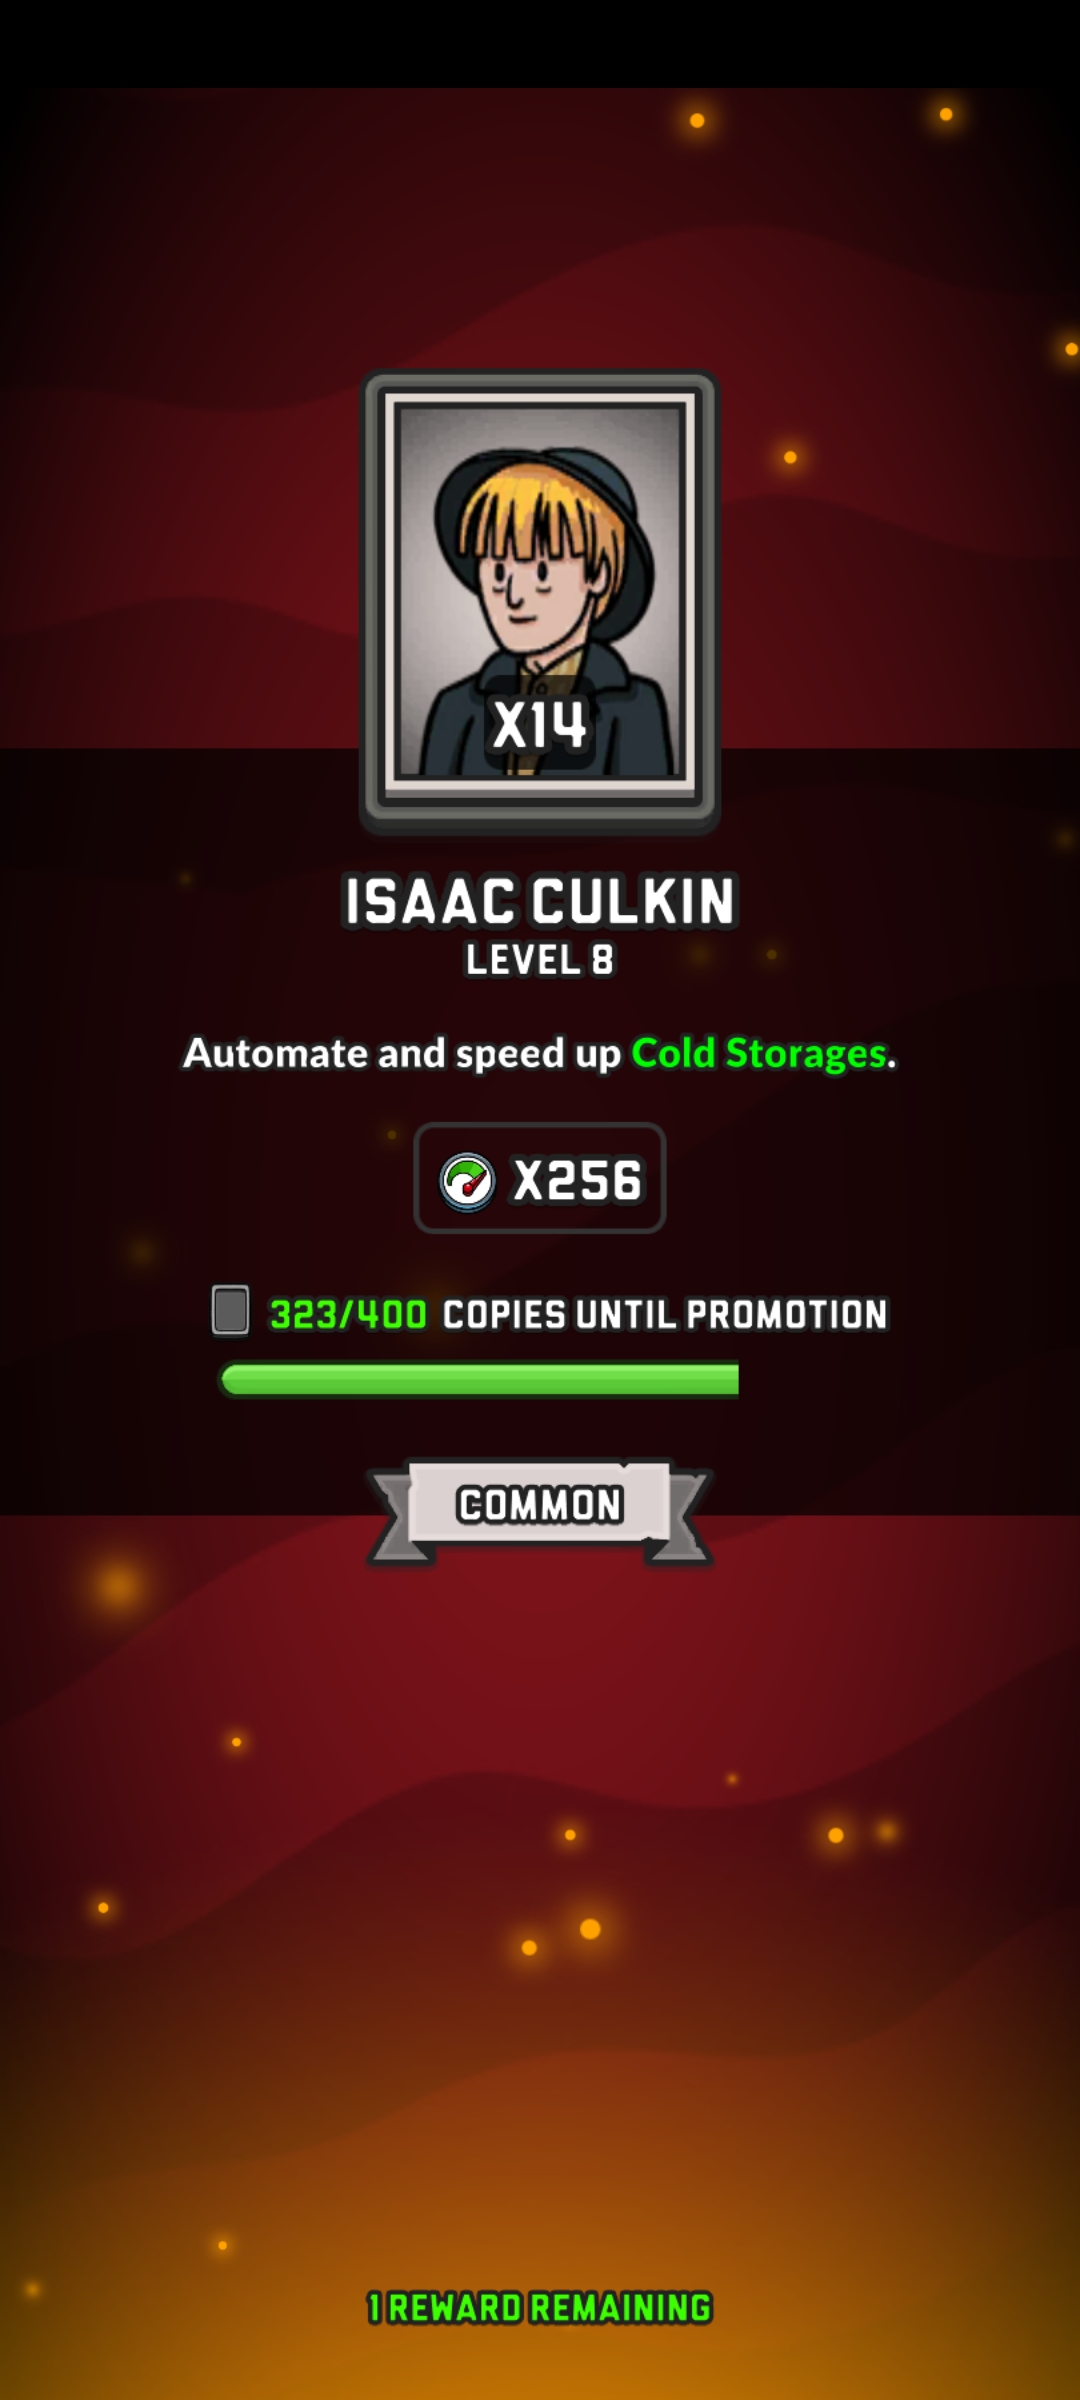 X14
ISAAC CULKIN
LEVEL 8
Automate and speed up Cold Storages.
X256
323/400 COPIES UNTIL PROMOTION
COMMON
1 REWARD REMAINING